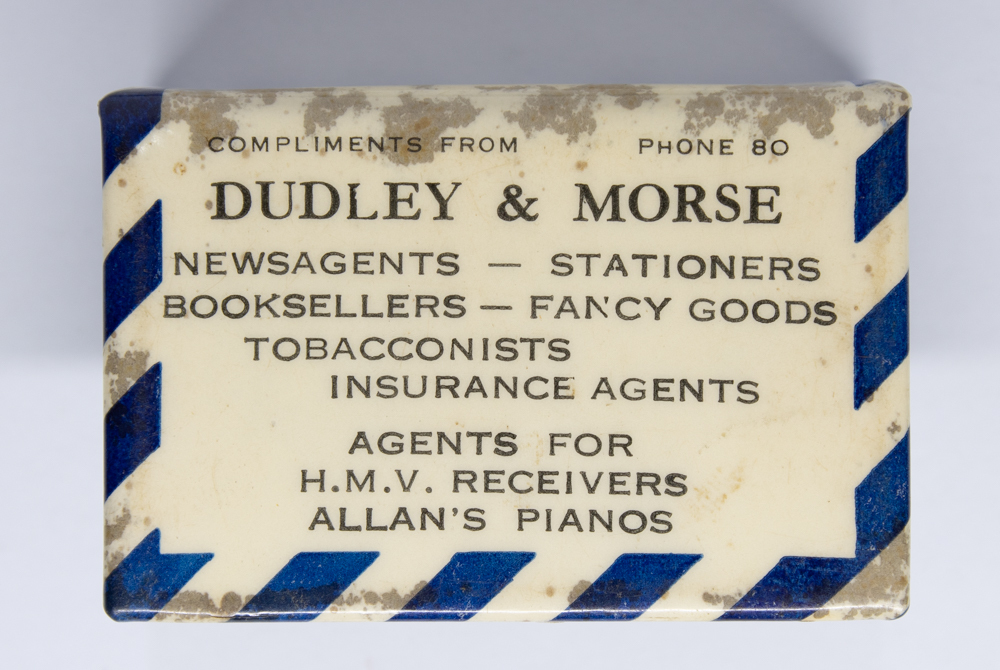 COMPLIMENTS FROM PHONE 80
DUDLEY & MORSE
NEWSAGENTS — STATIONERS
BOOKSELLERS — FANCY GOODS
TOBACCONISTS
INSURANCE AGENTS
AGENTS FOR
H.M.V. RECEIVERS
ALLAN'S PIANOS